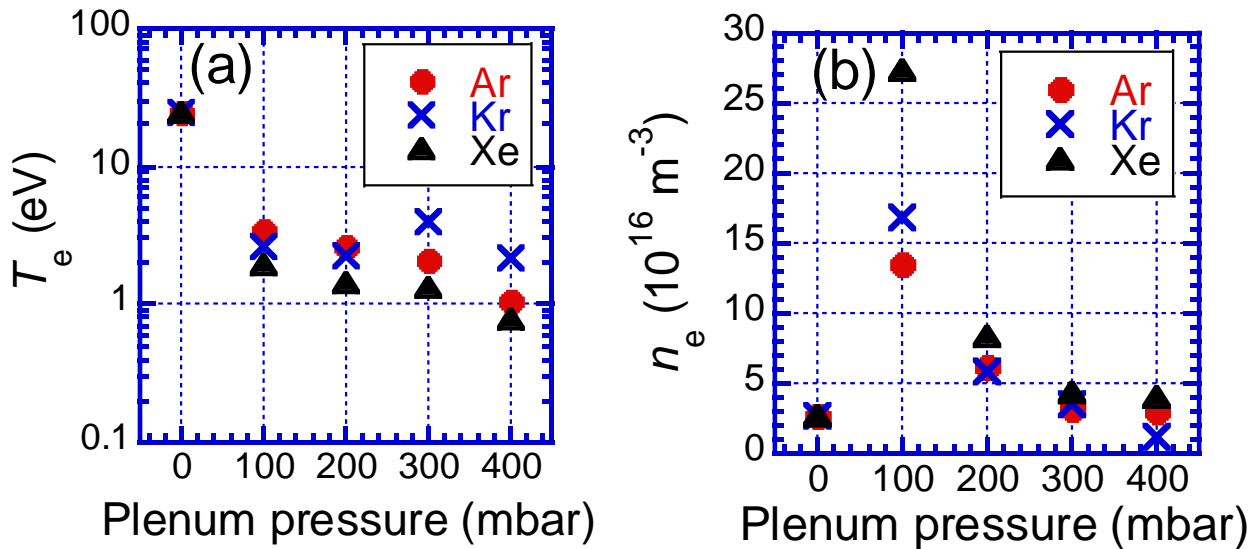 (a)
Ar
Kr
Xe
100
10
1
0.1
Te (eV)
0 100 200 300 400
Plenum pressure (mbar)
(b)
Ar
Kr
Xe
30
25
20
15
10
5
0
ne (10^16 m^-3)
0 100 200 300 400
Plenum pressure (mbar)